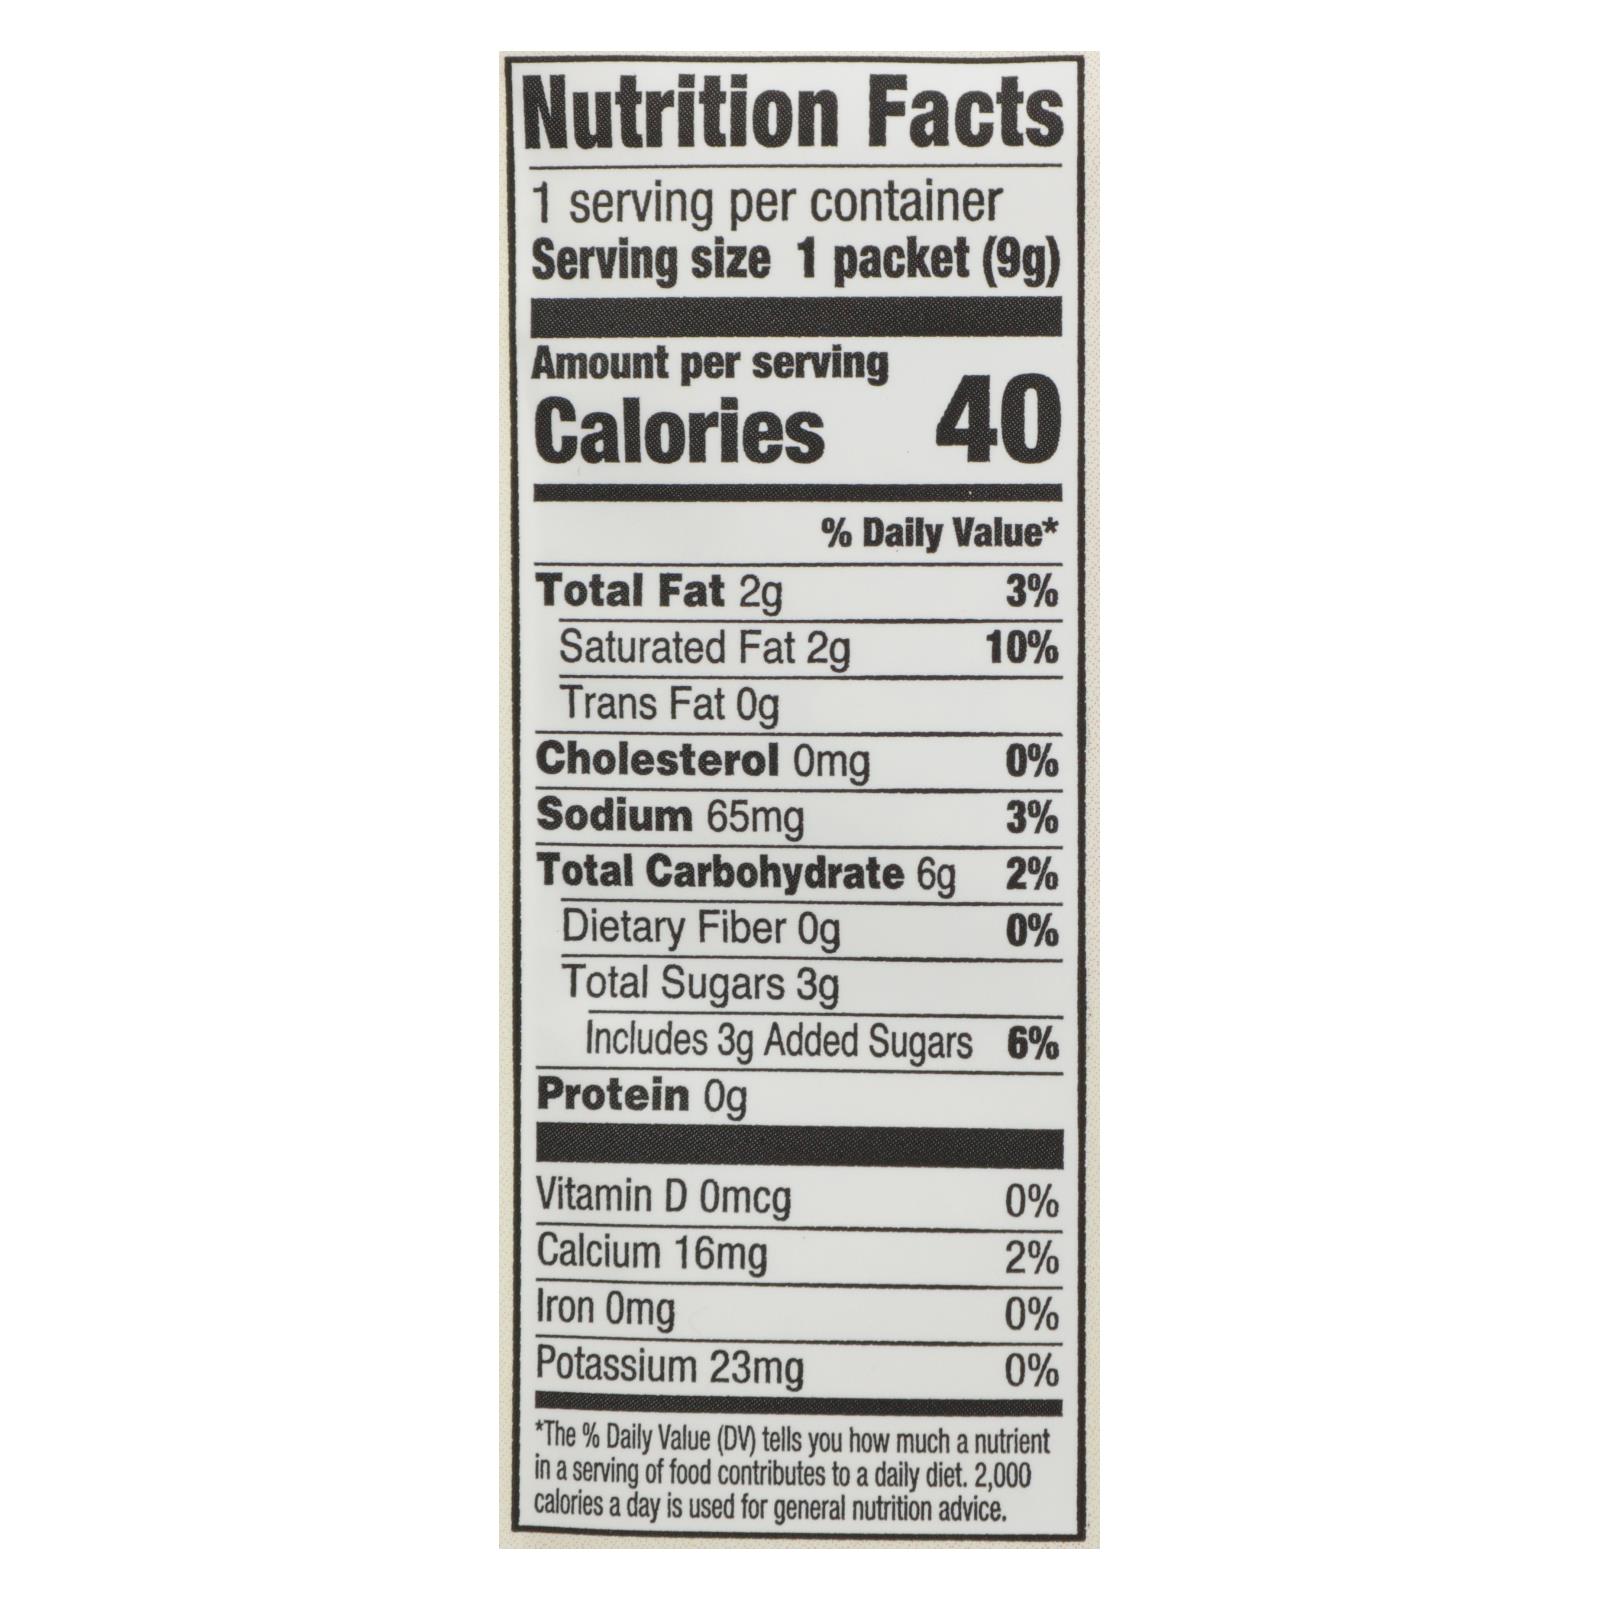 Nutrition Facts
1 serving per container
Serving size 1 packet (9g)
Amount per serving
Calories 40
% Daily Value*
Total Fat 2g 3%
Saturated Fat 2g 10%
Trans Fat 0g
Cholesterol 0mg 0%
Sodium 65mg 3%
Total Carbohydrate 6g 2%
Dietary Fiber 0g 0%
Total Sugars 3g
Includes 3g Added Sugars 6%
Protein 0g
Vitamin D 0mcg 0%
Calcium 16mg 2%
Iron 0mg 0%
Potassium 23mg 0%
*The % Daily Value (DV) tells you how much a nutrient
in a serving of food contributes to a daily diet. 2,000
calories a day is used for general nutrition advice.